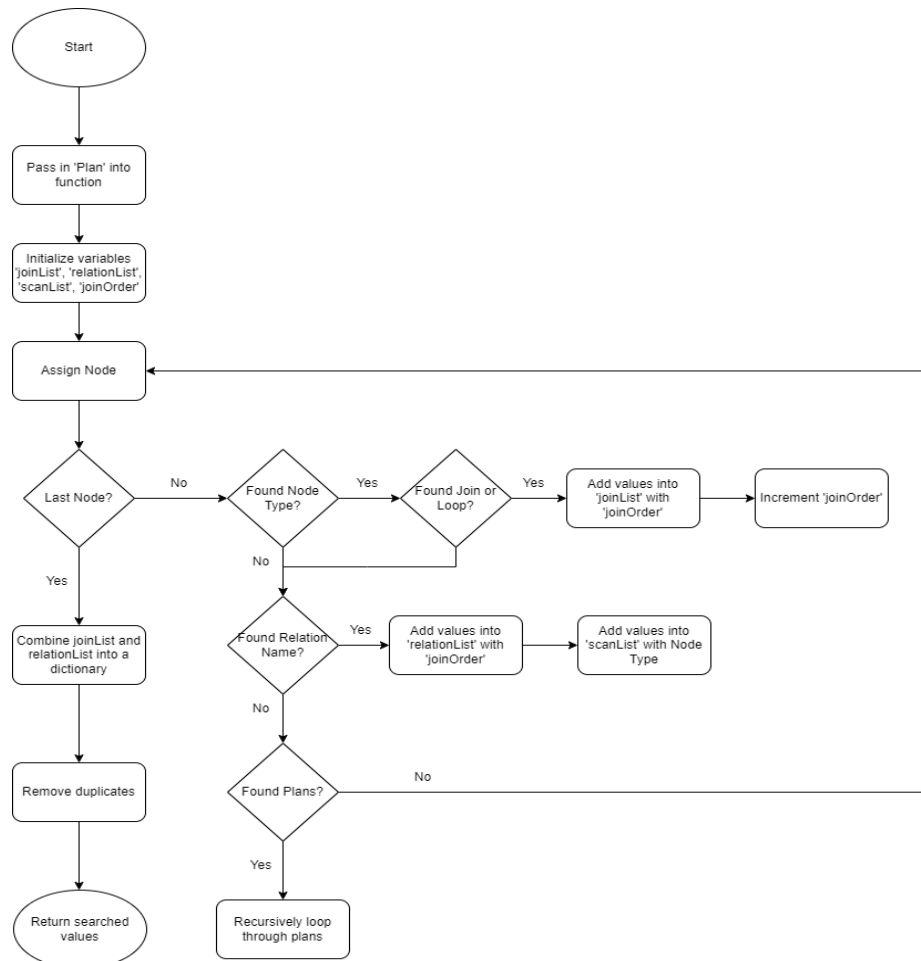 Start
Pass in 'Plan' into
function
Initialize variables
'joinList', 'relationList',
'scanList', 'joinOrder'
Assign Node
Last Node?
No
Found Node
Type?
Yes
Found Join or
Loop?
Yes
Add values into
'joinList' with
'joinOrder'
Increment 'joinOrder'
No
Yes
Combine joinList and
relationList into a
dictionary
Found Relation
Name?
Yes
Add values into
'relationList' with
'joinOrder'
Add values into
'scanList' with Node
Type
No
Remove duplicates
Found Plans?
No
Yes
Return searched
values
Recursively loop
through plans